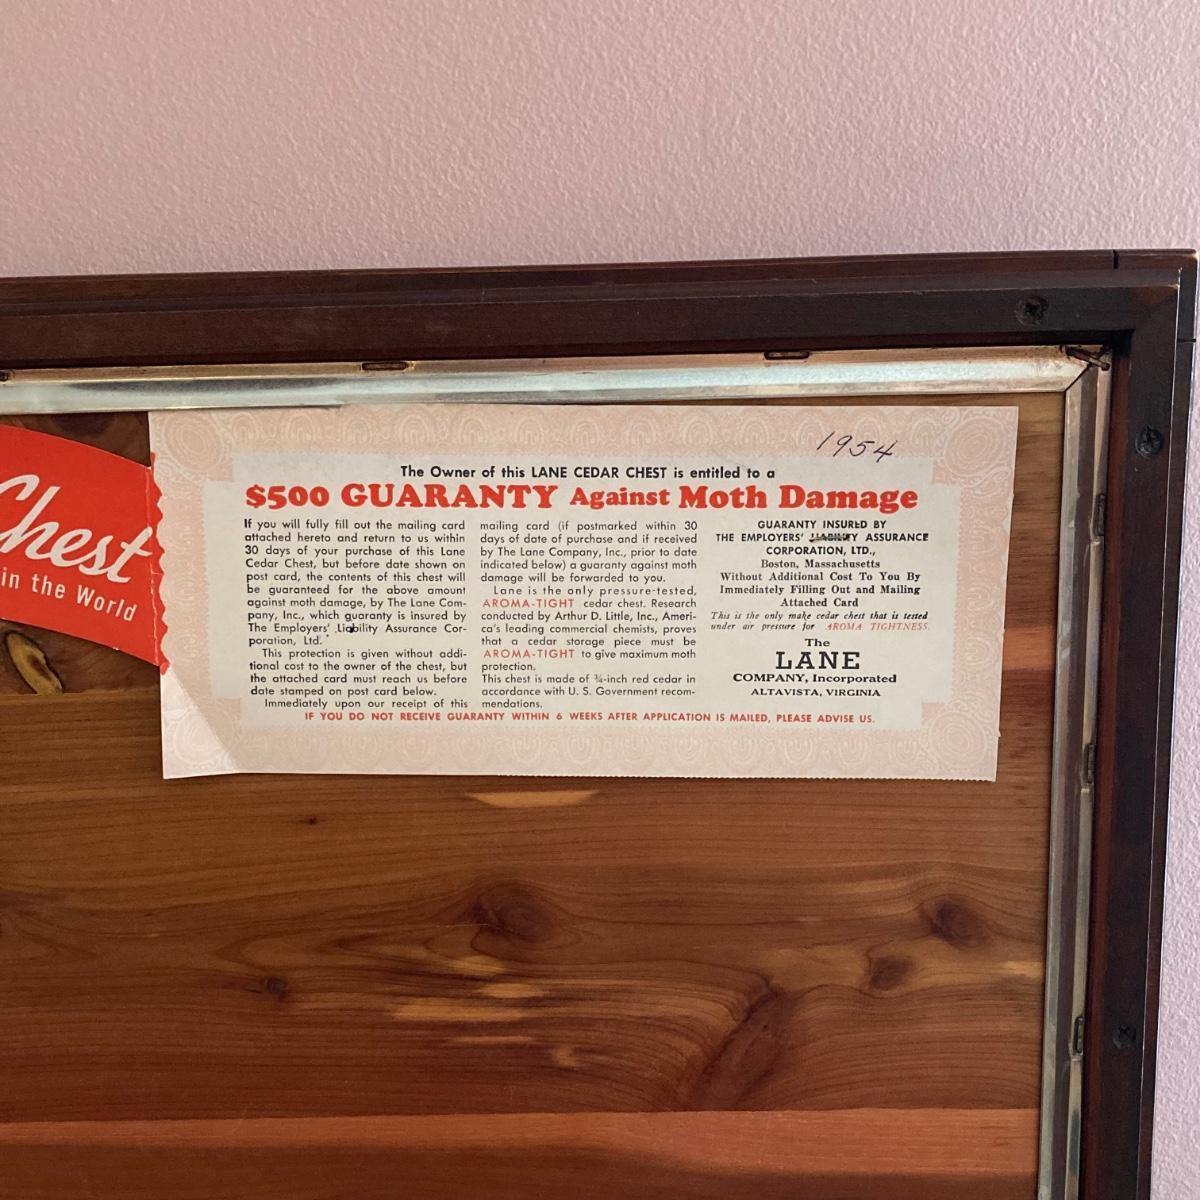 Chest
in the World
1954
The Owner of this LANE CEDAR CHEST is entitled to a
$500 GUARANTY Against Moth Damage
If you will fully fill out the mailing card
attached hereto and return to us within
30 days of your purchase of this Lane
Cedar Chest, but before date shown on
post card, the contents of this chest will
be guaranteed for the above amount
against moth damage, by The Lane Com-
pany, Inc., which guaranty is insured by
The Employers' Liability Assurance Cor-
poration, Ltd.
This protection is given without addi-
tional cost to the owner of the chest, but
the attached card must reach us before
date stamped on post card below.
Immediately upon our receipt of this
mailing card (if postmarked within 30
days of date of purchase and if received
by The Lane Company, Inc., prior to date
indicated below) a guaranty against moth
damage will be forwarded to you.
Lane is the only pressure-tested,
AROMA-TIGHT cedar chest. Research
conducted by Arthur D. Little, Inc., Ameri-
ca's leading commercial chemists, proves
that a cedar storage piece must be
AROMA-TIGHT to give maximum moth
protection.
This chest is made of ¾-inch red cedar in
accordance with U. S. Government recom-
mendations.
GUARANTY INSURED BY
THE EMPLOYERS' LIABILITY ASSURANCE
CORPORATION, LTD.,
Boston, Massachusetts
Without Additional Cost To You By
Immediately Filling Out and Mailing
Attached Card
This is the only make cedar chest that is tested
under air pressure for AROMA TIGHTNESS.
The
LANE
COMPANY, Incorporated
ALTAVISTA, VIRGINIA
IF YOU DO NOT RECEIVE GUARANTY WITHIN 6 WEEKS AFTER APPLICATION IS MAILED, PLEASE ADVISE US.